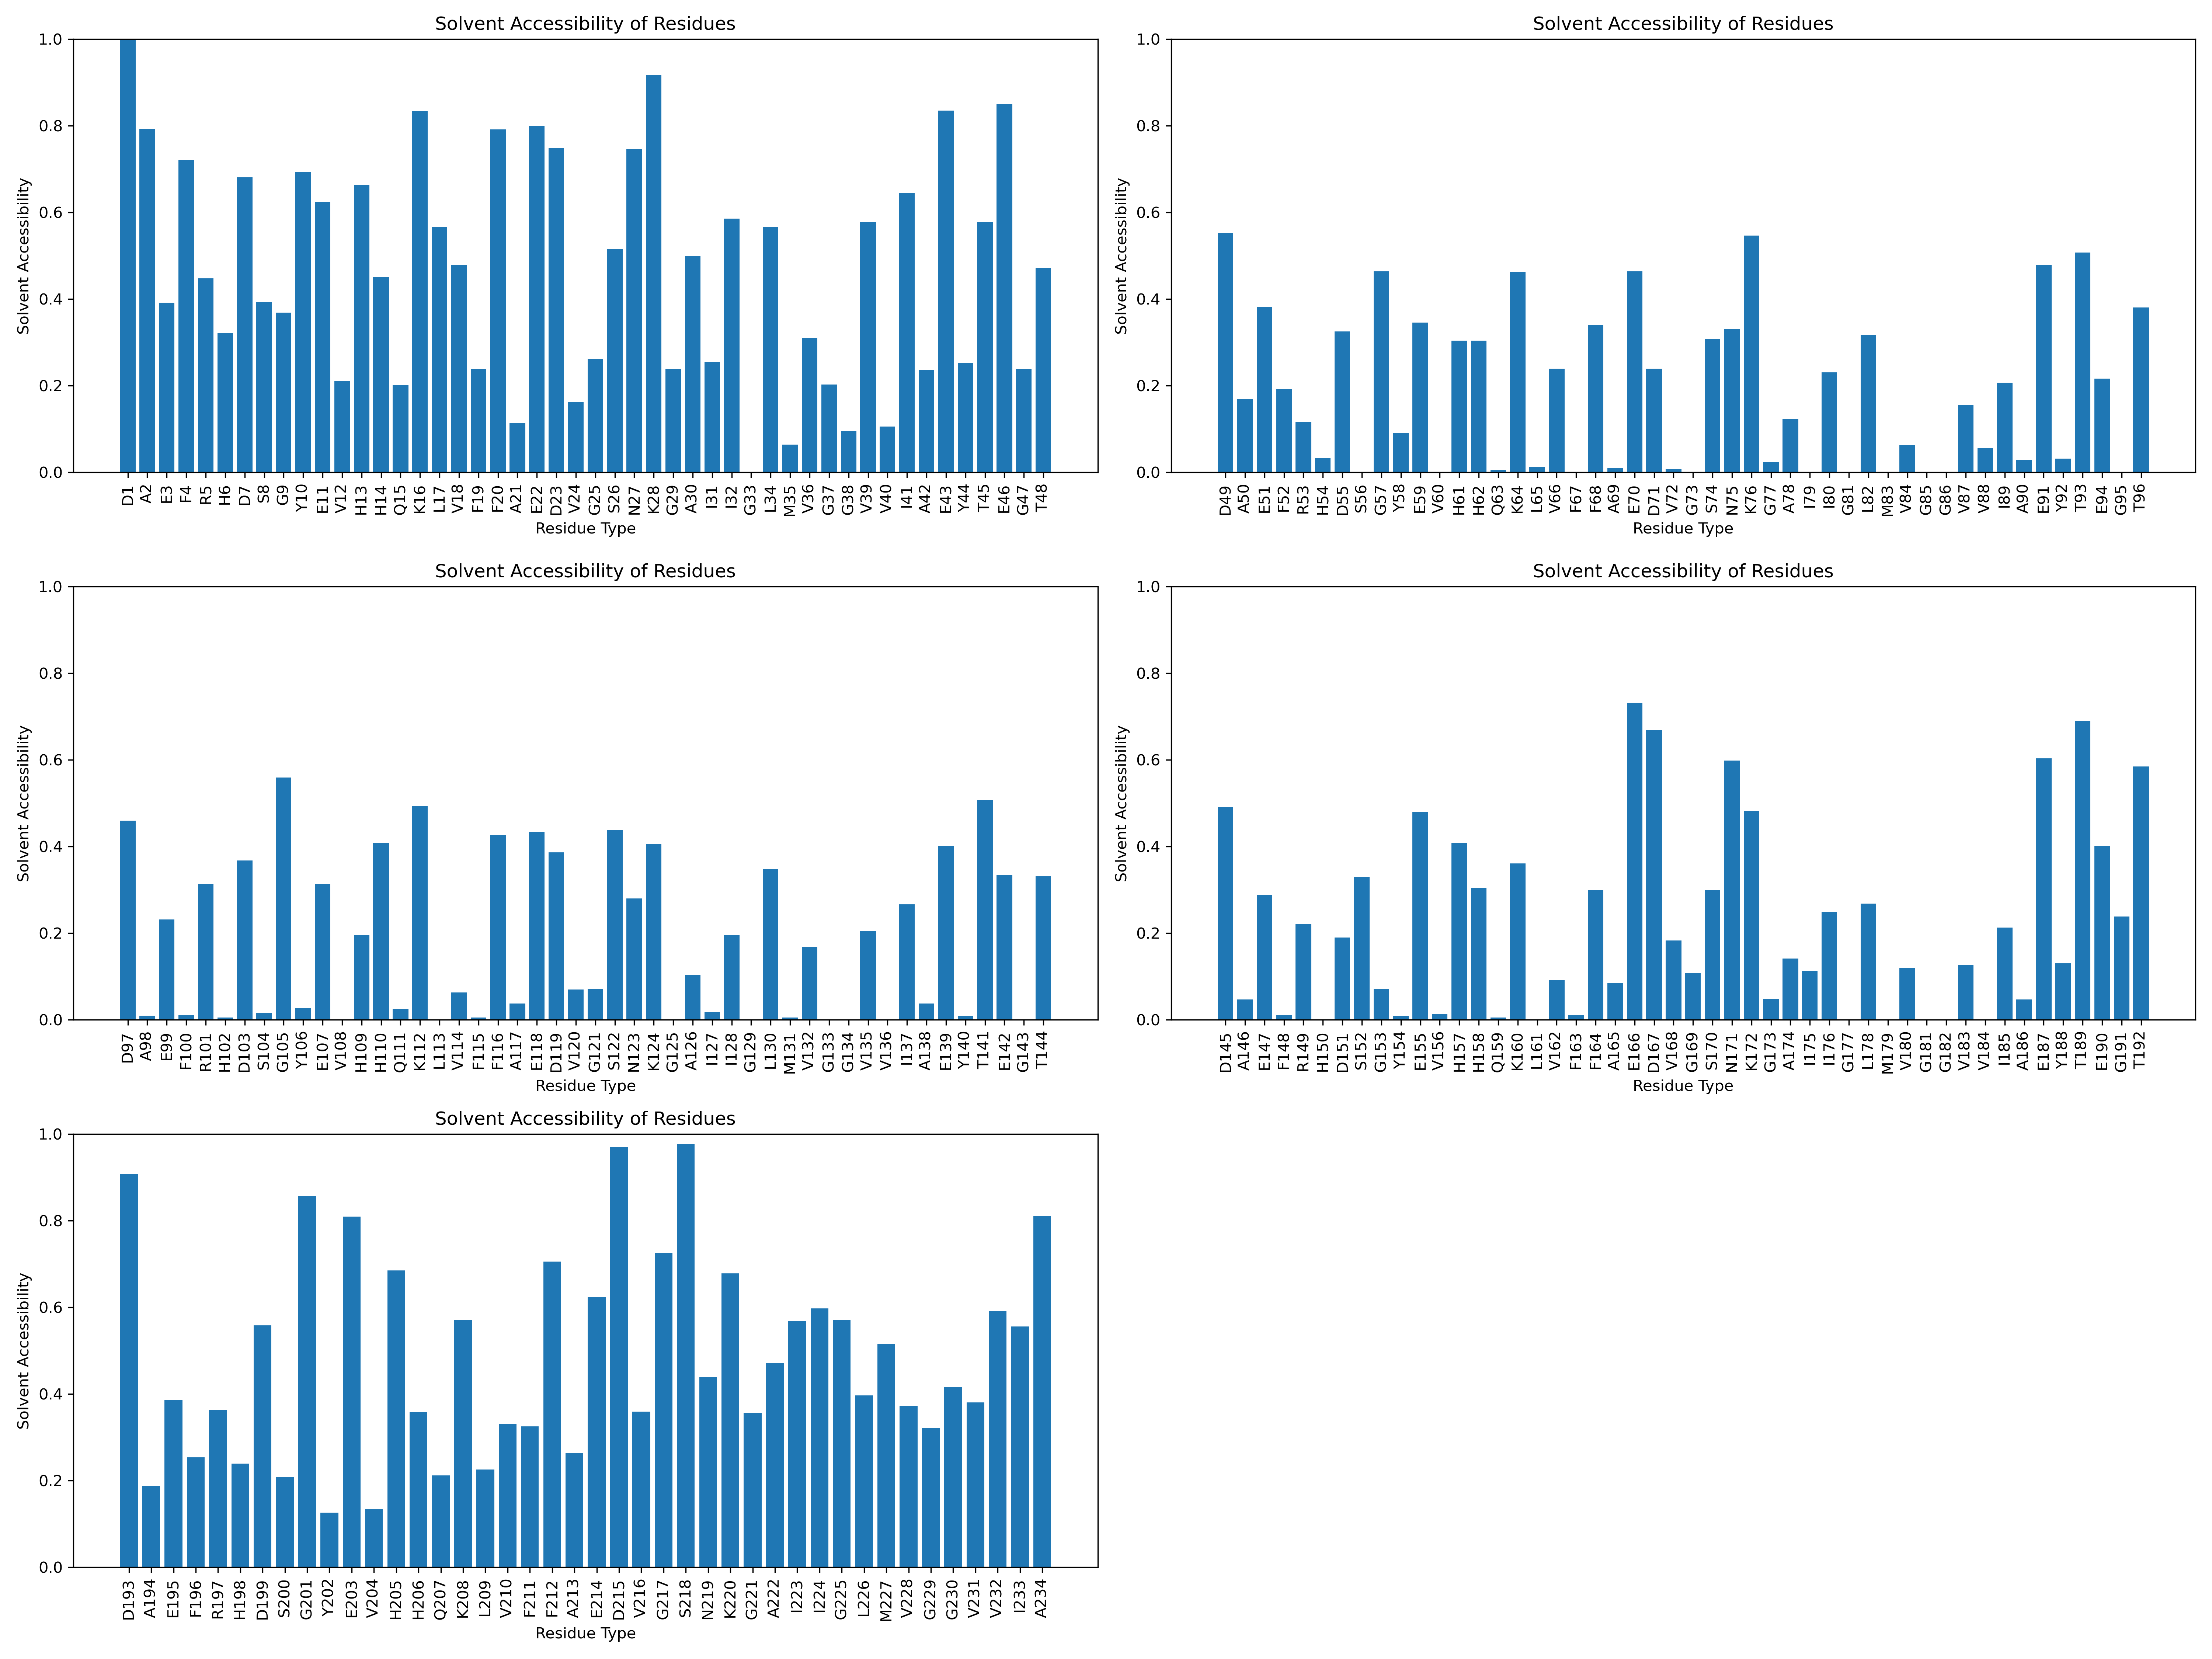 Solvent Accessibility of Residues
Solvent Accessibility
1.0
0.8
0.6
0.4
0.2
0.0
D1 A2 E3 F4 R5 H6 D7 S8 G9 Y10 E11 V12 H13 H14 Q15 K16 L17 V18 F19 F20 A21 E22 D23 V24 G25 S26 N27 K28 G29 A30 I31 I32 G33 L34 M35 V36 G37 G38 V39 V40 I41 A42 E43 Y44 T45 E46 G47 T48
Residue Type
Solvent Accessibility of Residues
Solvent Accessibility
1.0
0.8
0.6
0.4
0.2
0.0
D49 A50 E51 F52 R53 H54 D55 S56 G57 Y58 E59 V60 H61 H62 Q63 K64 L65 V66 F67 F68 A69 E70 D71 V72 G73 S74 N75 K76 G77 A78 I79 I80 G81 L82 M83 V84 G85 G86 V87 V88 I89 A90 E91 Y92 T93 E94 G95 T96
Residue Type
Solvent Accessibility of Residues
Solvent Accessibility
1.0
0.8
0.6
0.4
0.2
0.0
D97 A98 E99 F100 R101 H102 D103 S104 G105 Y106 E107 V108 H109 H110 Q111 K112 L113 V114 F115 F116 A117 E118 D119 V120 G121 S122 N123 K124 G125 A126 I127 I128 G129 L130 M131 V132 G133 G134 V135 V136 I137 A138 E139 Y140 T141 E142 G143 T144
Residue Type
Solvent Accessibility of Residues
Solvent Accessibility
1.0
0.8
0.6
0.4
0.2
0.0
D145 A146 E147 F148 R149 H150 D151 S152 G153 Y154 E155 V156 H157 H158 Q159 K160 L161 V162 F163 F164 A165 E166 D167 V168 G169 S170 N171 K172 G173 A174 I175 I176 G177 L178 M179 V180 G181 G182 V183 V184 I185 A186 E187 Y188 T189 E190 G191 T192
Residue Type
Solvent Accessibility of Residues
Solvent Accessibility
1.0
0.8
0.6
0.4
0.2
0.0
D193 A194 E195 F196 R197 H198 D199 S200 G201 Y202 E203 V204 H205 H206 Q207 K208 L209 V210 F211 F212 A213 E214 D215 V216 G217 S218 N219 K220 G221 A222 I223 I224 G225 L226 M227 V228 G229 G230 V231 V232 I233 A234
Residue Type